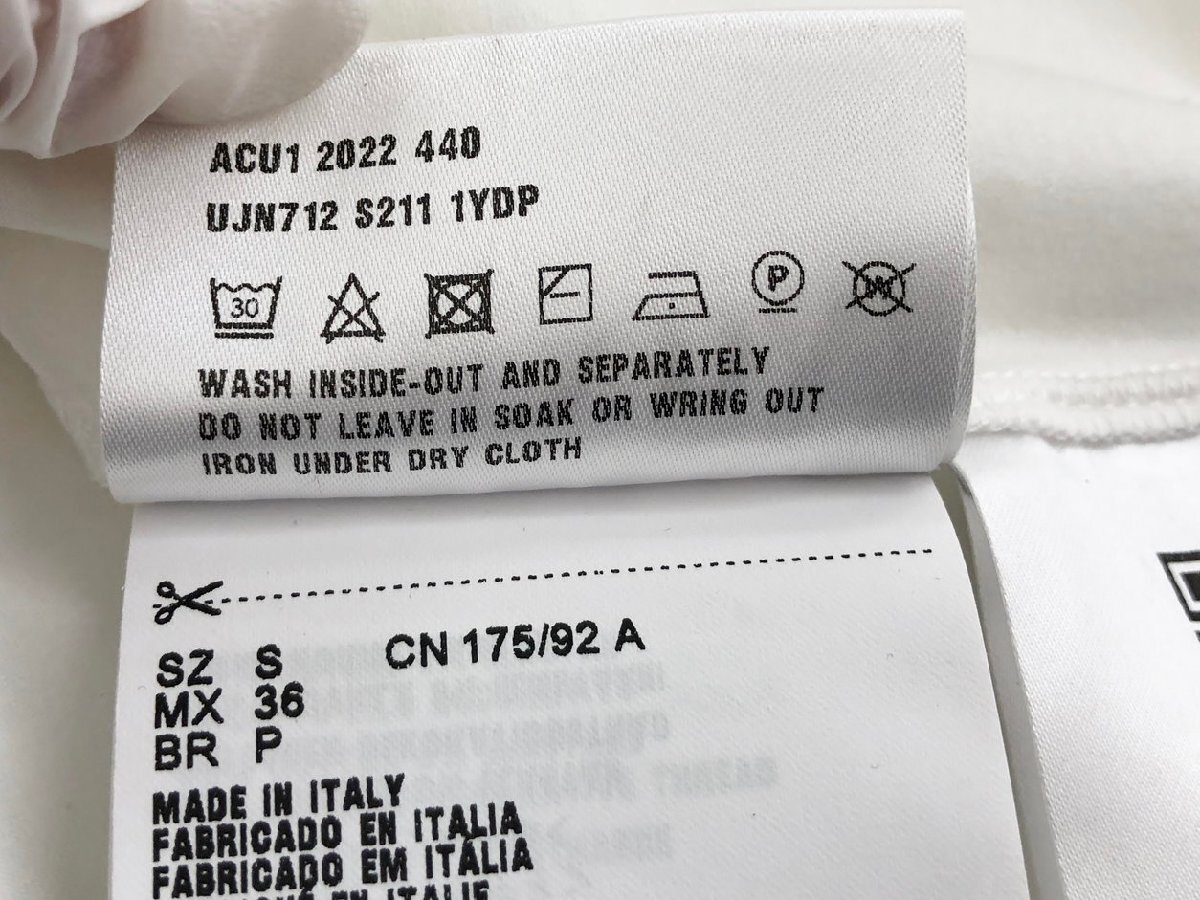 ACU1 2022 440
UJN712 S211 1YDP
30
P
W
WASH INSIDE-OUT AND SEPARATELY
DO NOT LEAVE IN SOAK OR WRING OUT
IRON UNDER DRY CLOTH
SZ S CN 175/92 A
MX 36
BR P
MADE IN ITALY
FABRICADO EN ITALIA
FABRICADO EM ITÁLIA
EN ITALIE